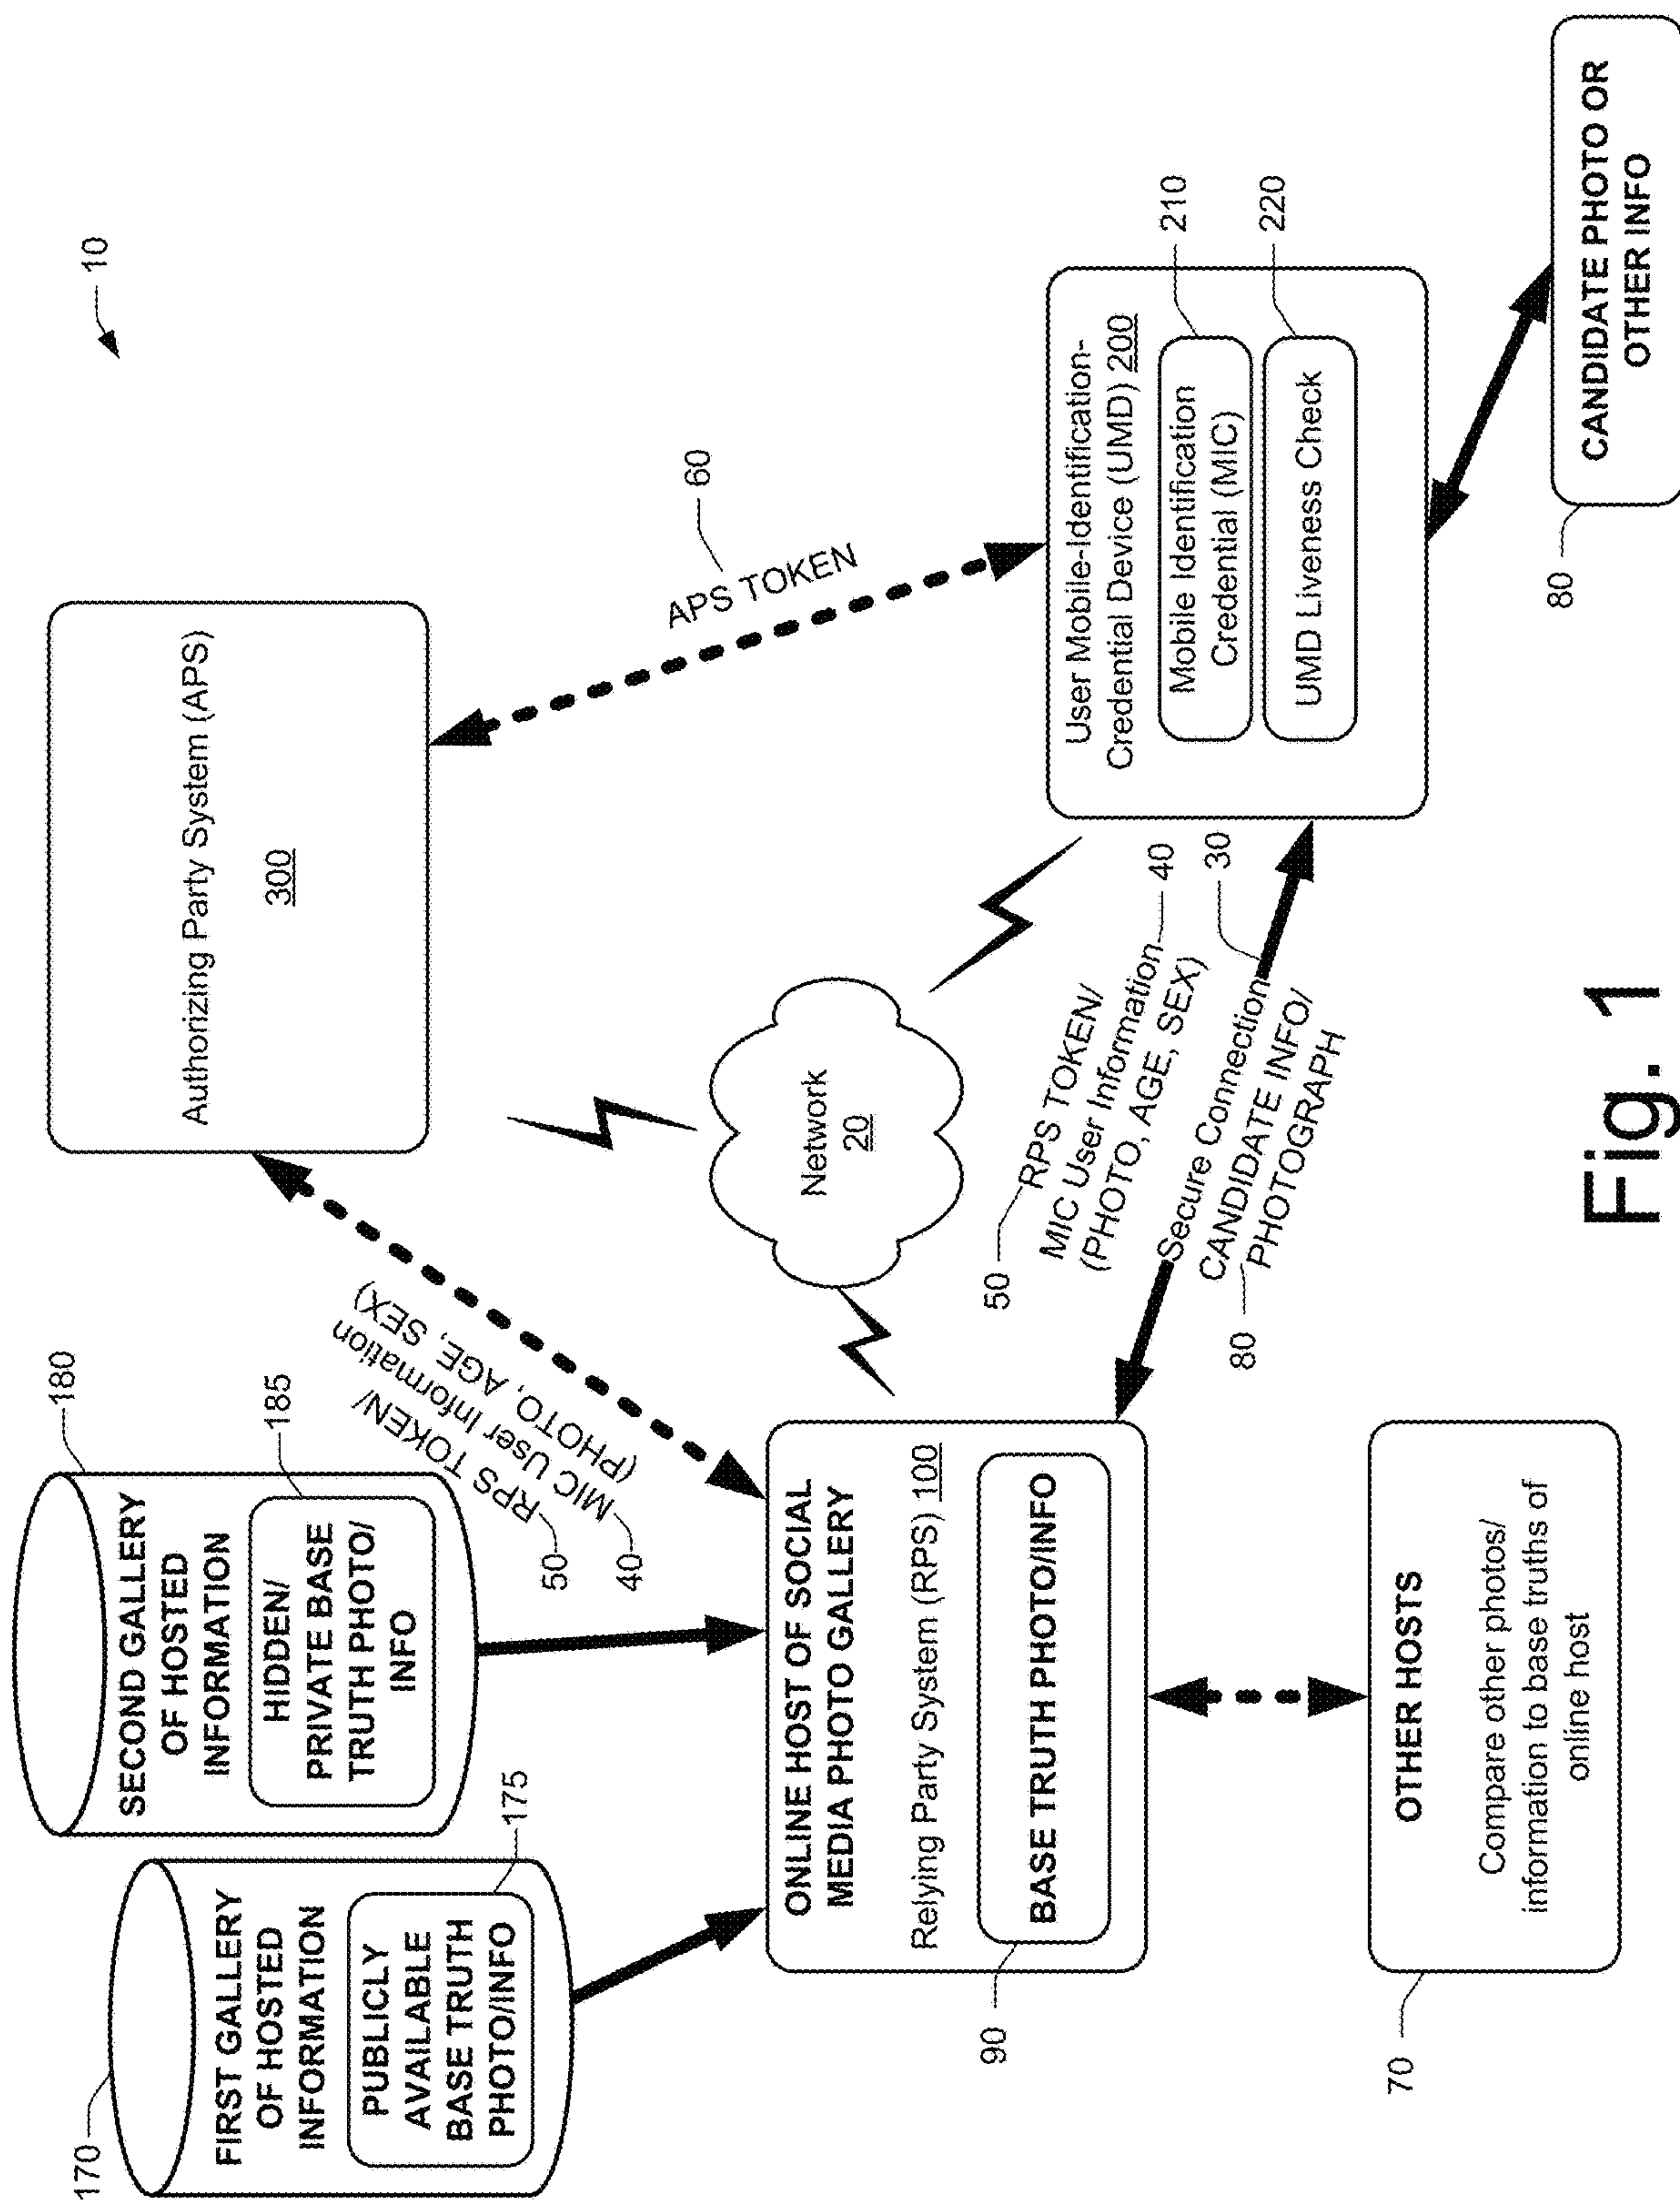 10
170
FIRST GALLERY
OF HOSTED
INFORMATION
PUBLICLY
AVAILABLE
BASE TRUTH
PHOTO/INFO
175
180
SECOND GALLERY
OF HOSTED
INFORMATION
HIDDEN/
PRIVATE BASE
TRUTH PHOTO/
INFO
185
Authorizing Party System (APS)
300
50
RPS TOKEN/
40
MIC User Information
(PHOTO, AGE, SEX)
APS TOKEN
60
Network
20
ONLINE HOST OF SOCIAL
MEDIA PHOTO GALLERY
Relying Party System (RPS) 100
BASE TRUTH PHOTO/INFO
90
50
RPS TOKEN/
MIC User Information
40
(PHOTO, AGE, SEX)
Secure Connection
30
CANDIDATE INFO/
80
PHOTOGRAPH
User Mobile-Identification-
Credential Device (UMD) 200
Mobile Identification
Credential (MIC)
210
UMD Liveness Check
220
70
OTHER HOSTS
Compare other photos/
information to base truths of
online host
80
CANDIDATE PHOTO OR
OTHER INFO
Fig. 1